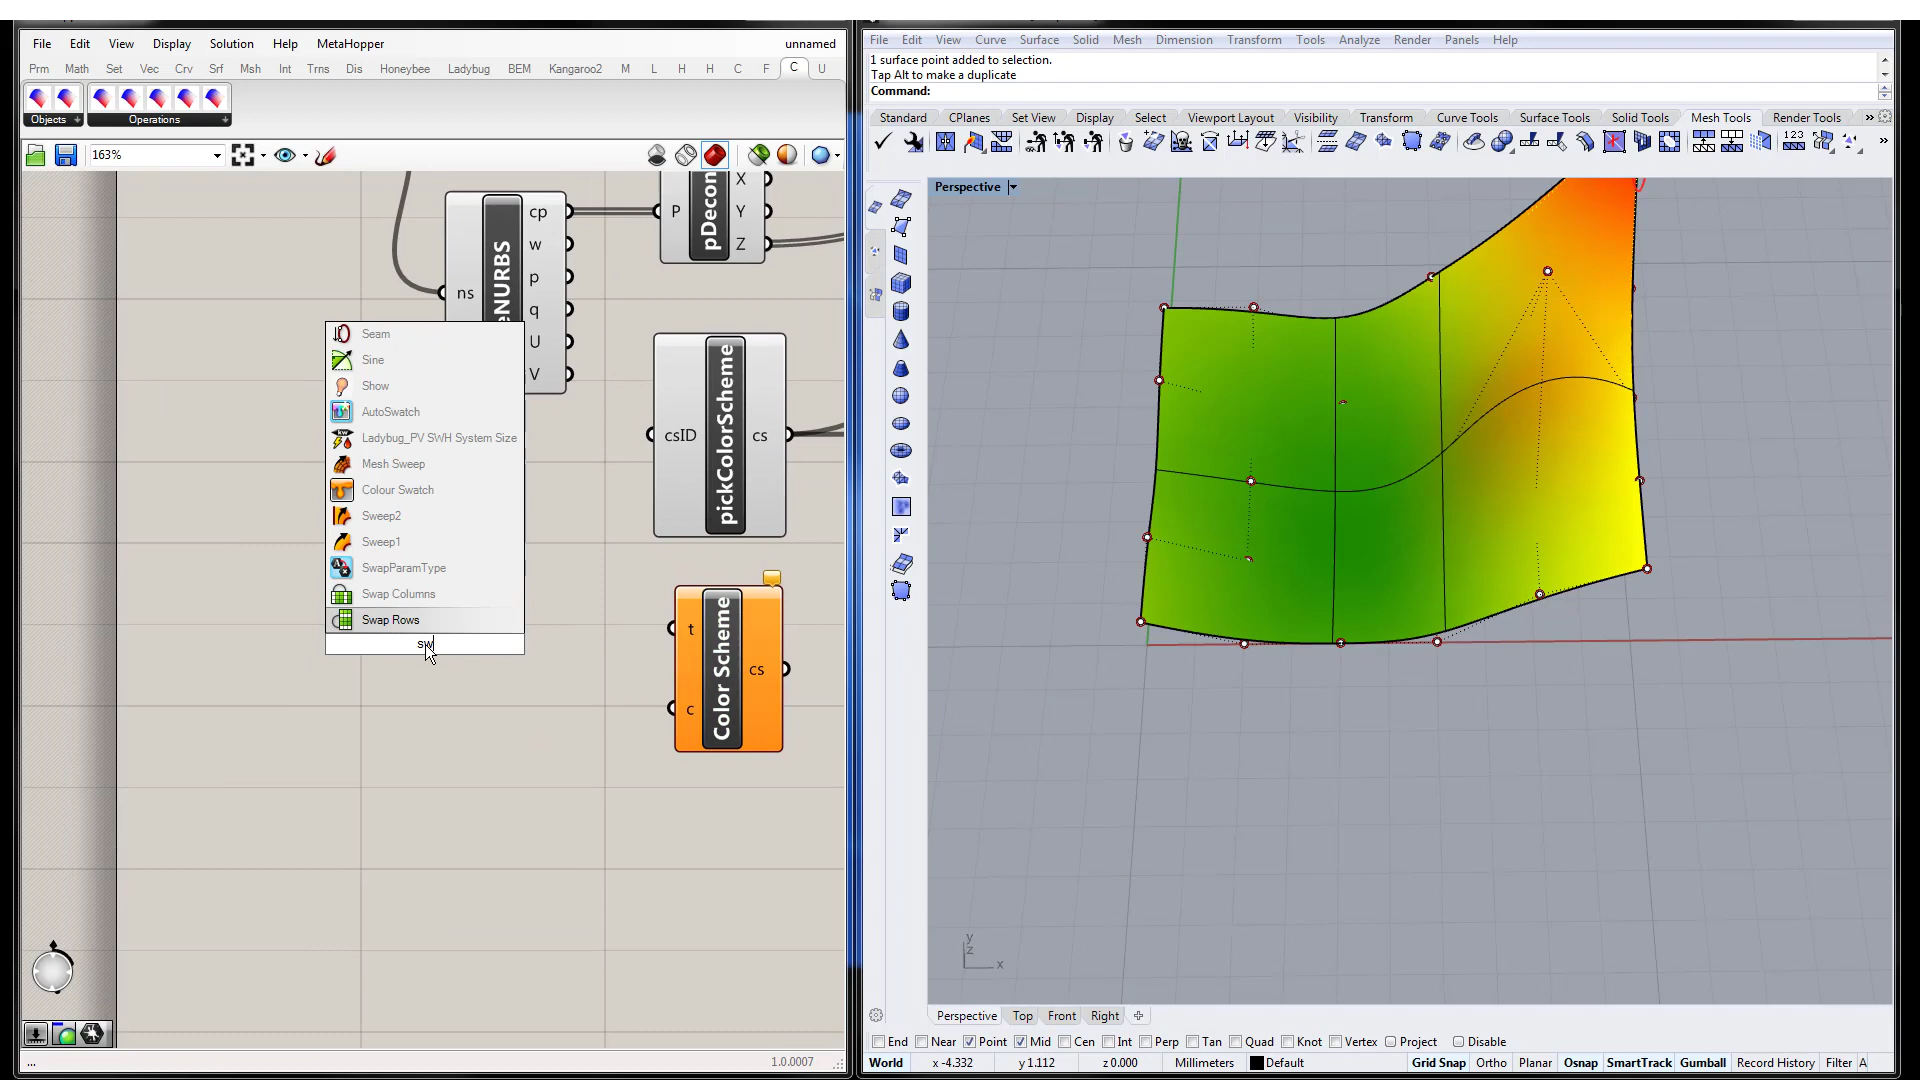 File Edit View Display Solution Help MetaHopper unnamed
Prm Math Set Vec Crv Srf Msh Int Trns Dis Honeybee Ladybug BEM Kangaroo2 M L H H C F C U
Objects Operations
163%
X
cp P pDecon Y
w Z
p
ns eNURBS
q
U
V
Seam
Sine
Show
AutoSwatch
Ladybug_PV SWH System Size
Mesh Sweep
Colour Swatch
Sweep2
Sweep1
SwapParamType
Swap Columns
Swap Rows
sw
csID pickColorScheme cs
t
Color Scheme cs
c
... 1.0.0007
File Edit View Curve Surface Solid Mesh Dimension Transform Tools Analyze Render Panels Help
1 surface point added to selection.
Tap Alt to make a duplicate
Command:
Standard CPlanes Set View Display Select Viewport Layout Visibility Transform Curve Tools Surface Tools Solid Tools Mesh Tools Render Tools »
123 »
Perspective
y
z
x
Perspective Top Front Right
End Near Point Mid Cen Int Perp Tan Quad Knot Vertex Project Disable
World x -4.332 y 1.112 z 0.000 Millimeters Default Grid Snap Ortho Planar Osnap SmartTrack Gumball Record History Filter A